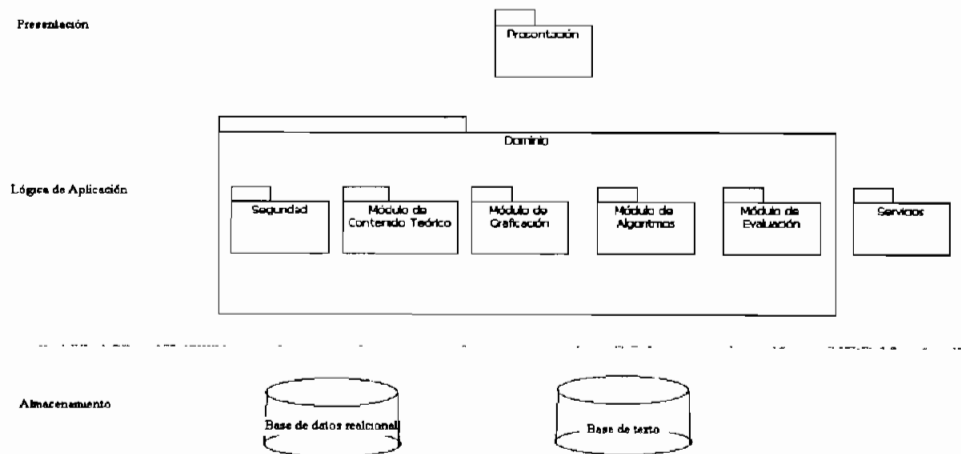 Presentación
Presentación
Dominio
Lógica de Aplicación
Seguridad
Módulo de
Contenido Teórico
Módulo de
Graficación
Módulo de
Algoritmos
Módulo de
Evaluación
Servicios
Almacenamiento
Base de datos realcional
Base de texto